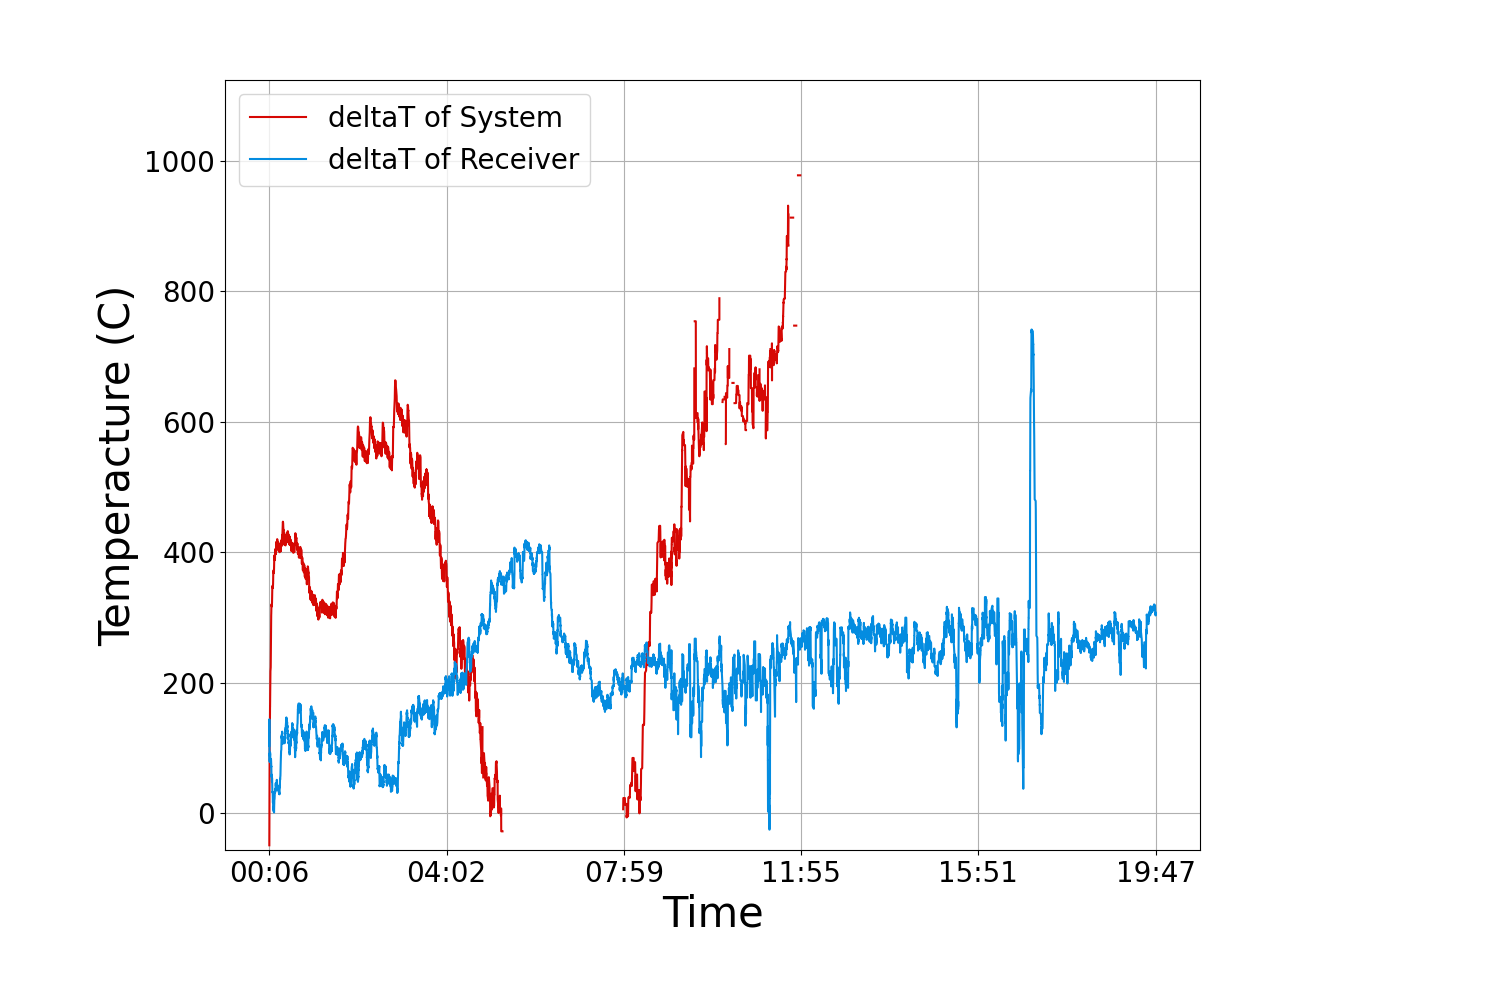 deltaT of System
deltaT of Receiver
Temperacture (C)
1000
800
600
400
200
0
00:06 04:02 07:59 11:55 15:51 19:47
Time